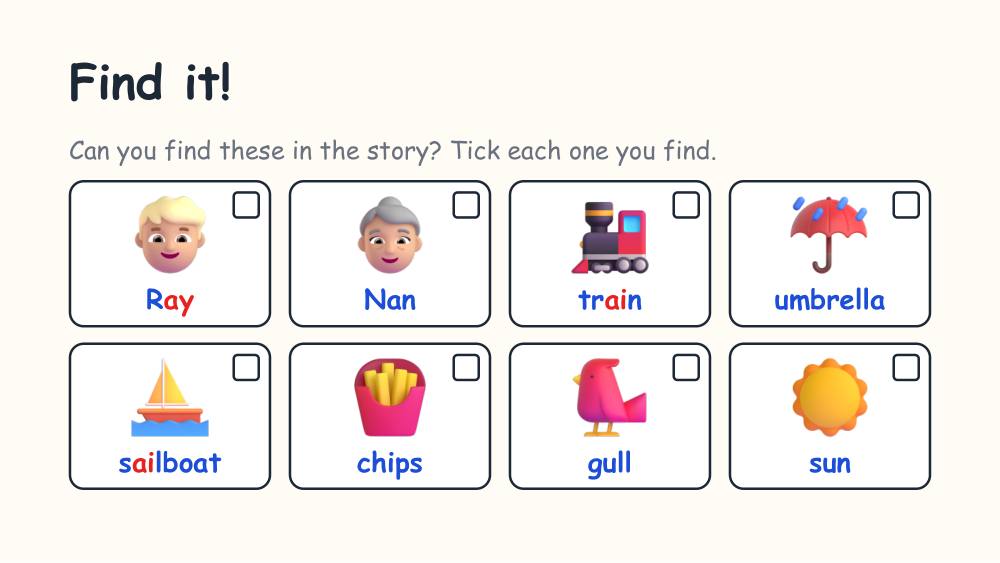 Find it!
Can you find these in the story? Tick each one you find.
Ray
Nan
train
umbrella
sailboat
chips
gull
sun